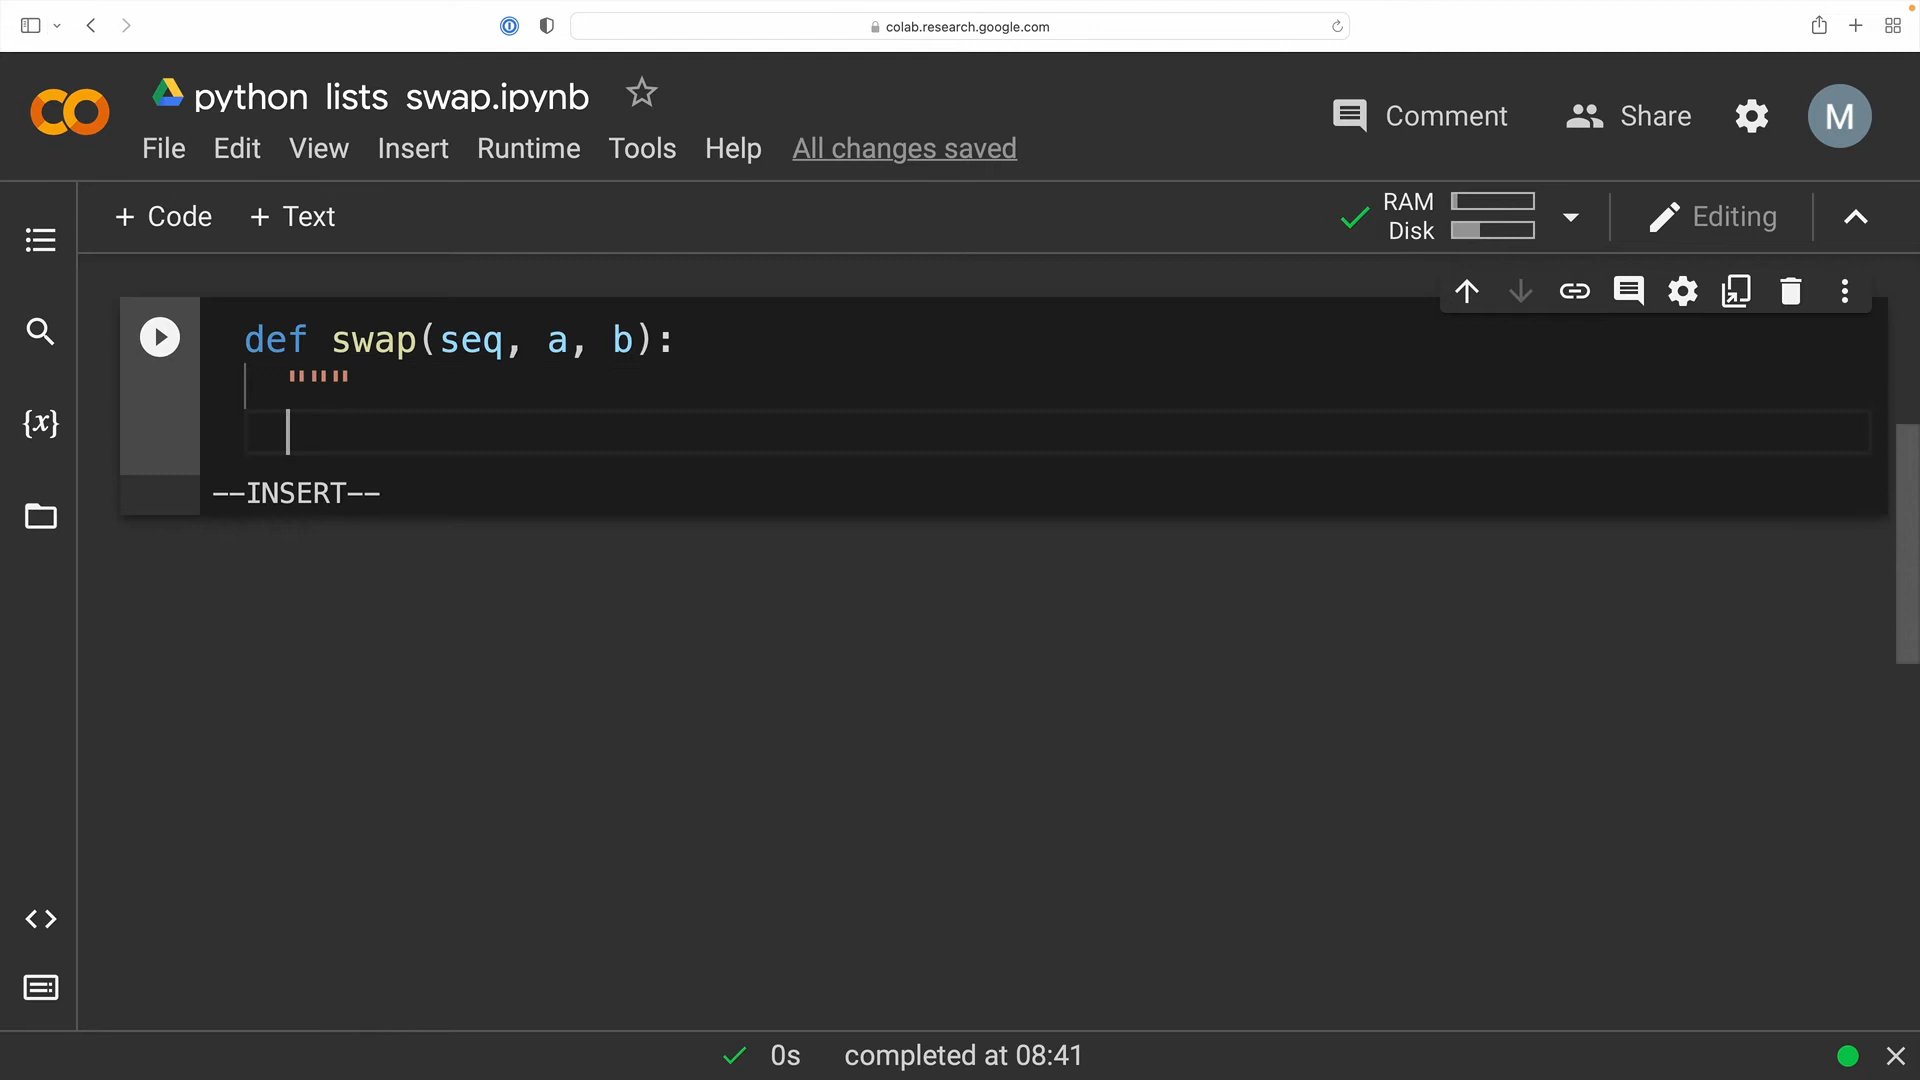 colab.research.google.com
python lists swap.ipynb
Comment
Share
M
File Edit View Insert Runtime Tools Help All changes saved
+ Code + Text
RAM
Disk
Editing
def swap(seq, a, b):
""""""
--INSERT--
{x}
0s completed at 08:41